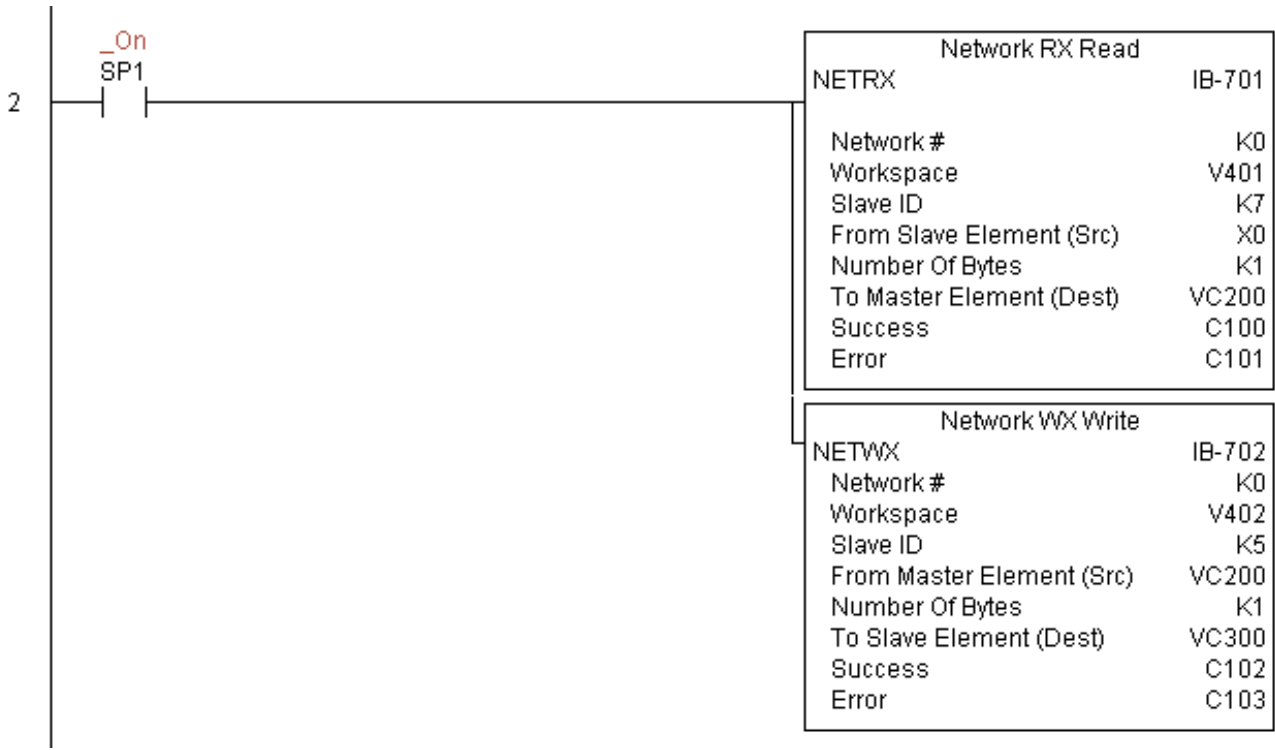 _On
SP1
2
Network RX Read
NETRX IB-701
Network # K0
Workspace V401
Slave ID K7
From Slave Element (Src) X0
Number Of Bytes K1
To Master Element (Dest) VC200
Success C100
Error C101
Network WX Write
NETWX IB-702
Network # K0
Workspace V402
Slave ID K5
From Master Element (Src) VC200
Number Of Bytes K1
To Slave Element (Dest) VC300
Success C102
Error C103